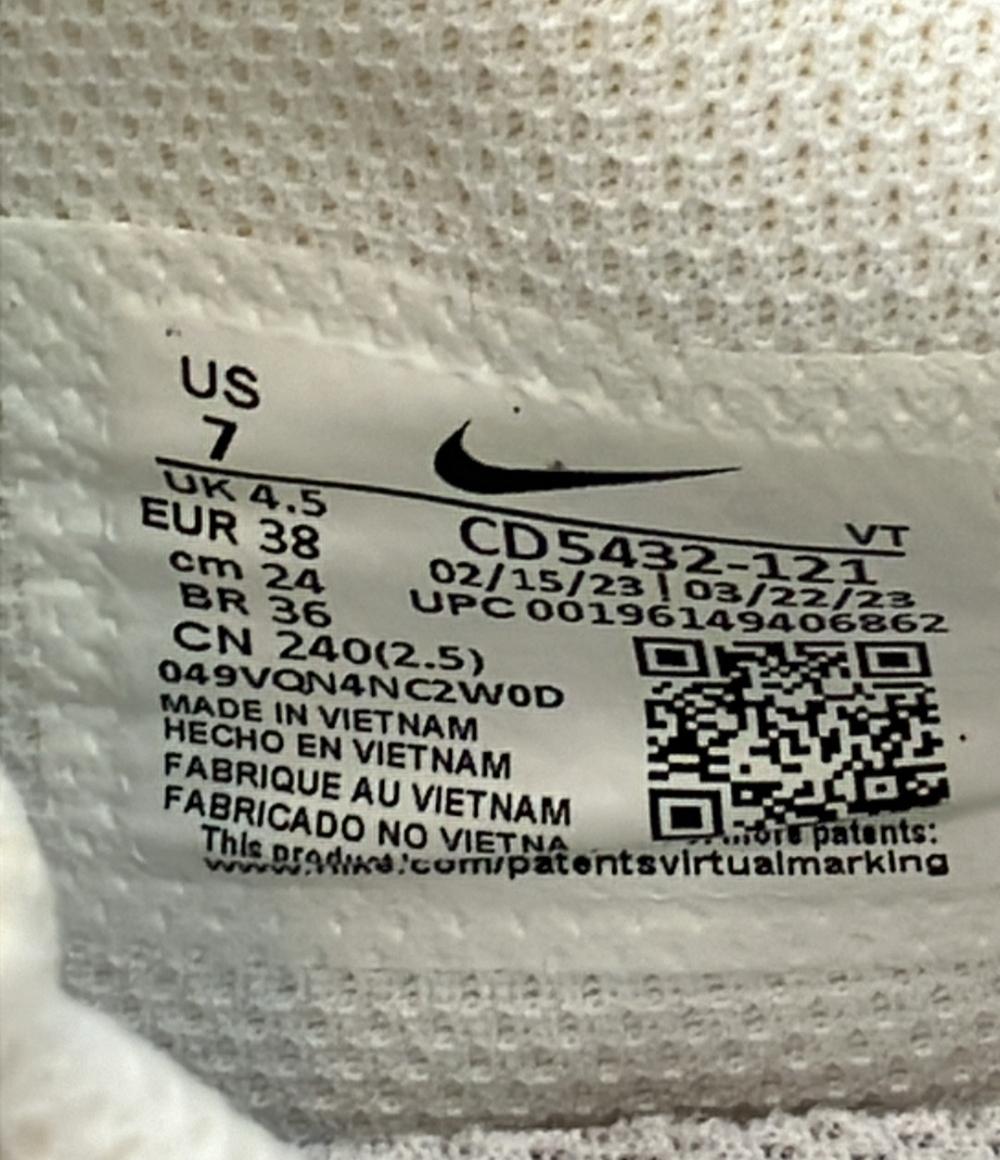 US
7
VT
UK 4.5
EUR 38
cm 24
BR 36
CN 240(2.5)
CD5432-121
02/15/23 | 03/22/23
UPC 00196149406862
049VQN4NC2W0D
MADE IN VIETNAM
HECHO EN VIETNAM
FABRIQUE AU VIETNAM
FABRICADO NO VIETNA
This patents:
.com/patentsvirtualmarking